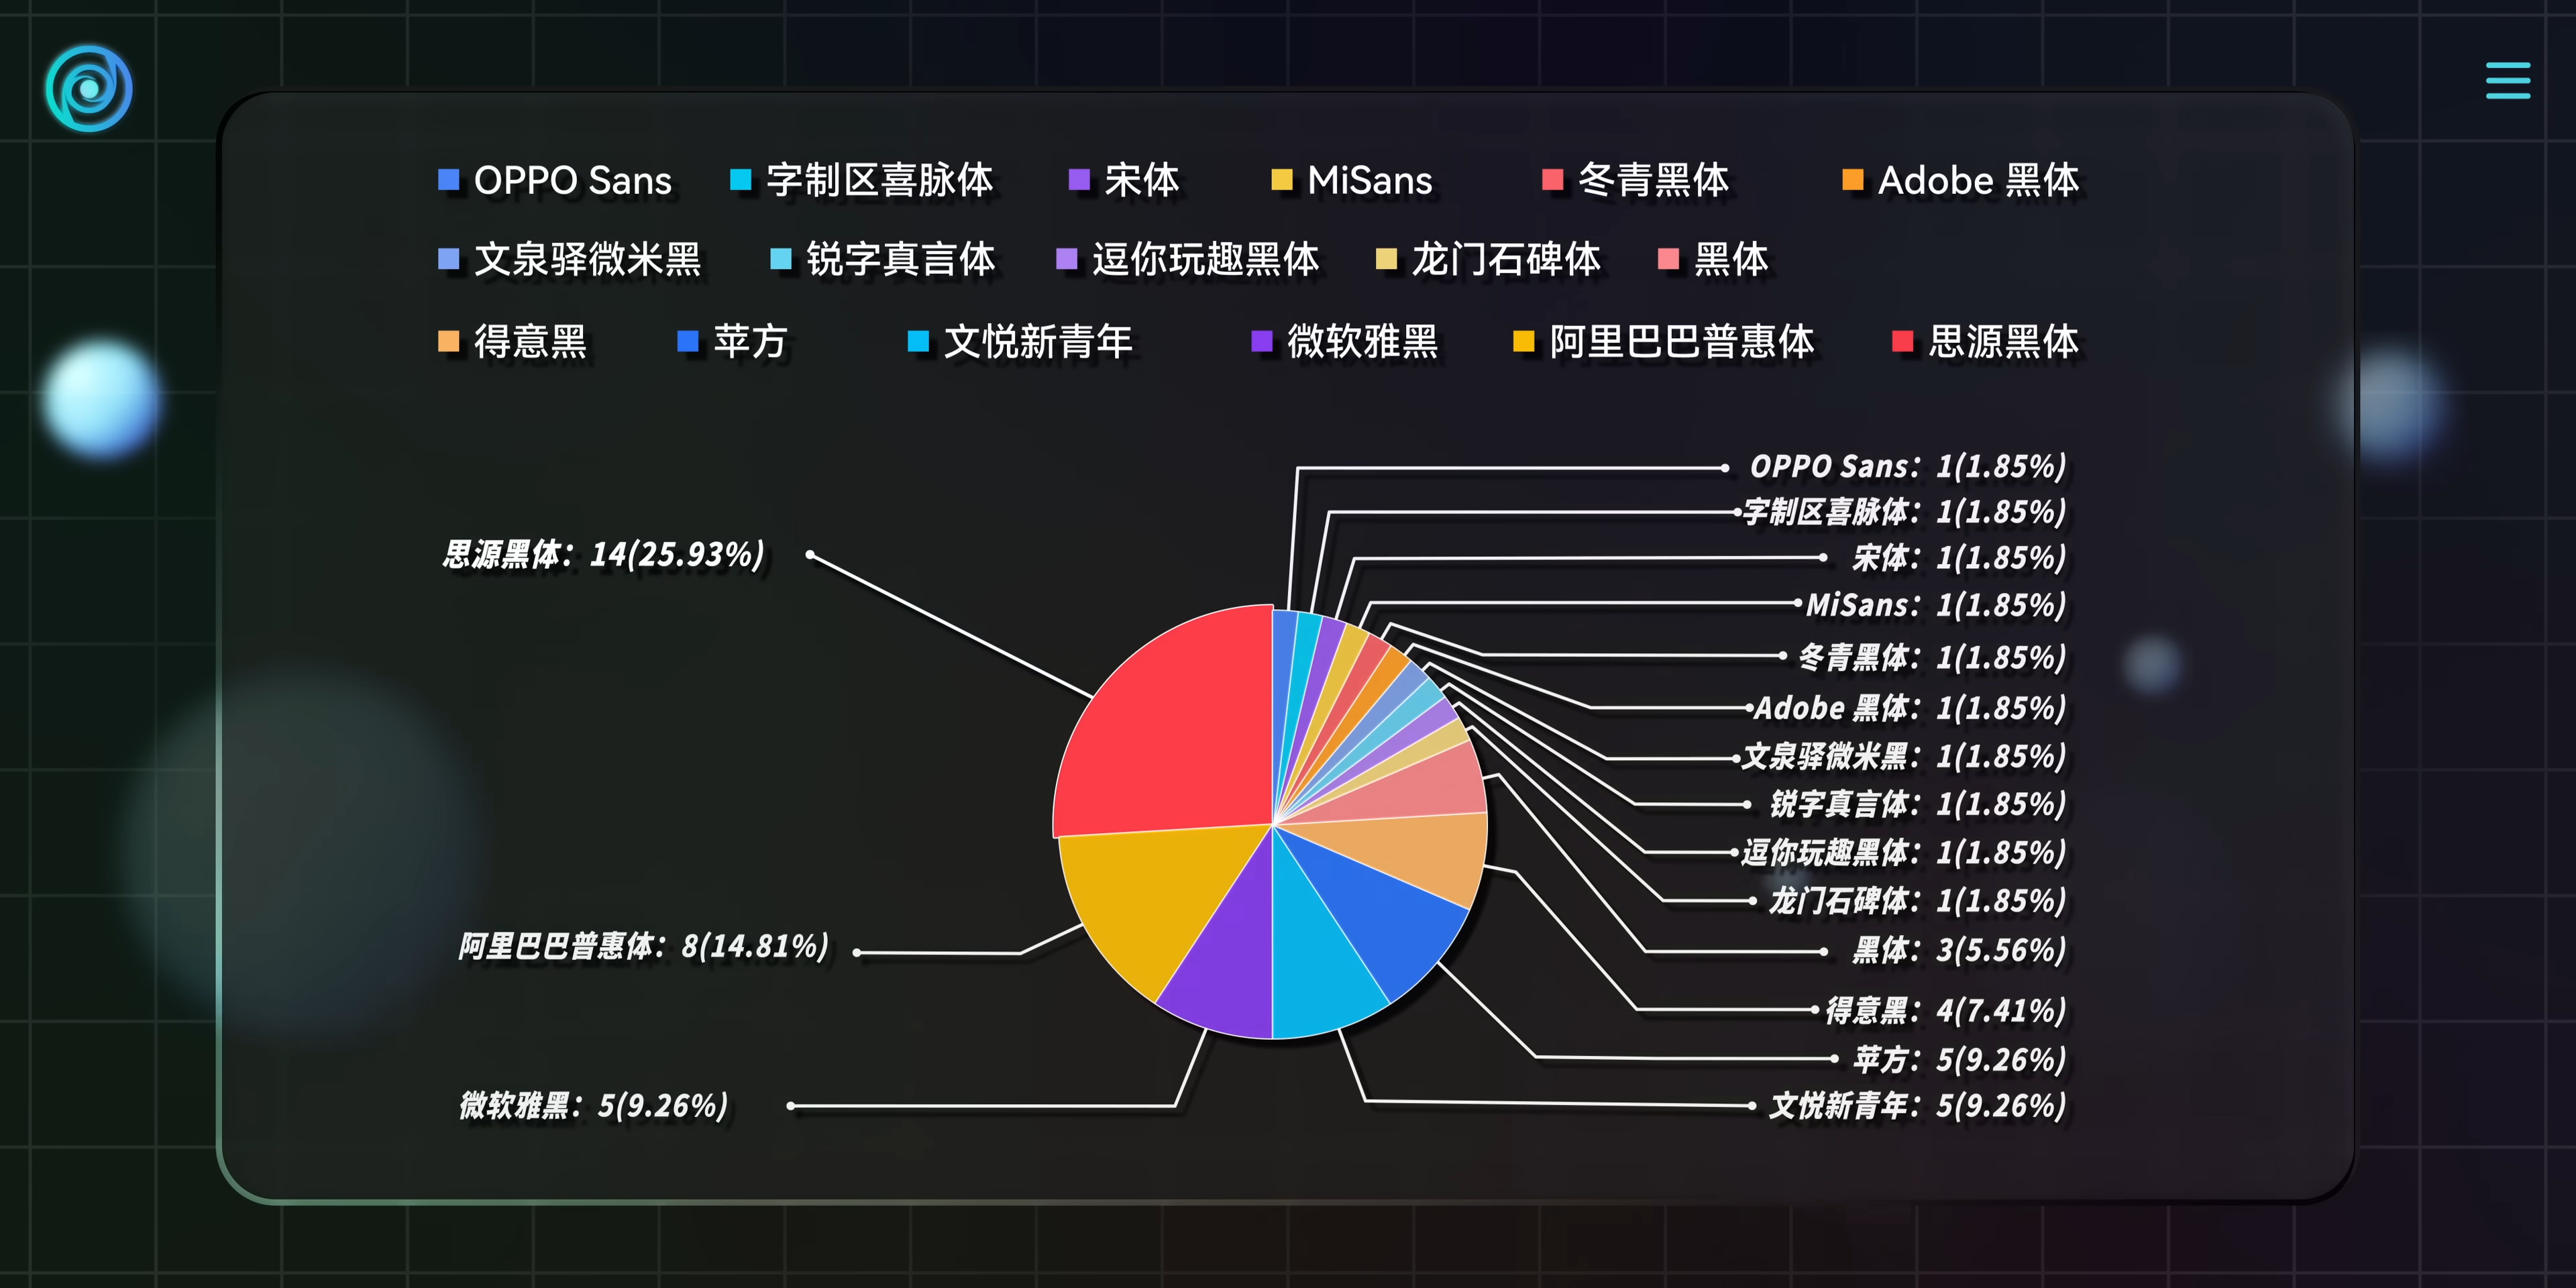 OPPO Sans 字制区喜脉体 宋体 MiSans 冬青黑体 Adobe 黑体
文泉驿微米黑 锐字真言体 逗你玩趣黑体 龙门石碑体 黑体
得意黑 苹方 文悦新青年 微软雅黑 阿里巴巴普惠体 思源黑体
OPPO Sans：1(1.85%)
字制区喜脉体：1(1.85%)
思源黑体：14(25.93%)
宋体：1(1.85%)
MiSans：1(1.85%)
冬青黑体：1(1.85%)
Adobe 黑体：1(1.85%)
文泉驿微米黑：1(1.85%)
锐字真言体：1(1.85%)
逗你玩趣黑体：1(1.85%)
龙门石碑体：1(1.85%)
阿里巴巴普惠体：8(14.81%)
黑体：3(5.56%)
得意黑：4(7.41%)
苹方：5(9.26%)
微软雅黑：5(9.26%)
文悦新青年：5(9.26%)